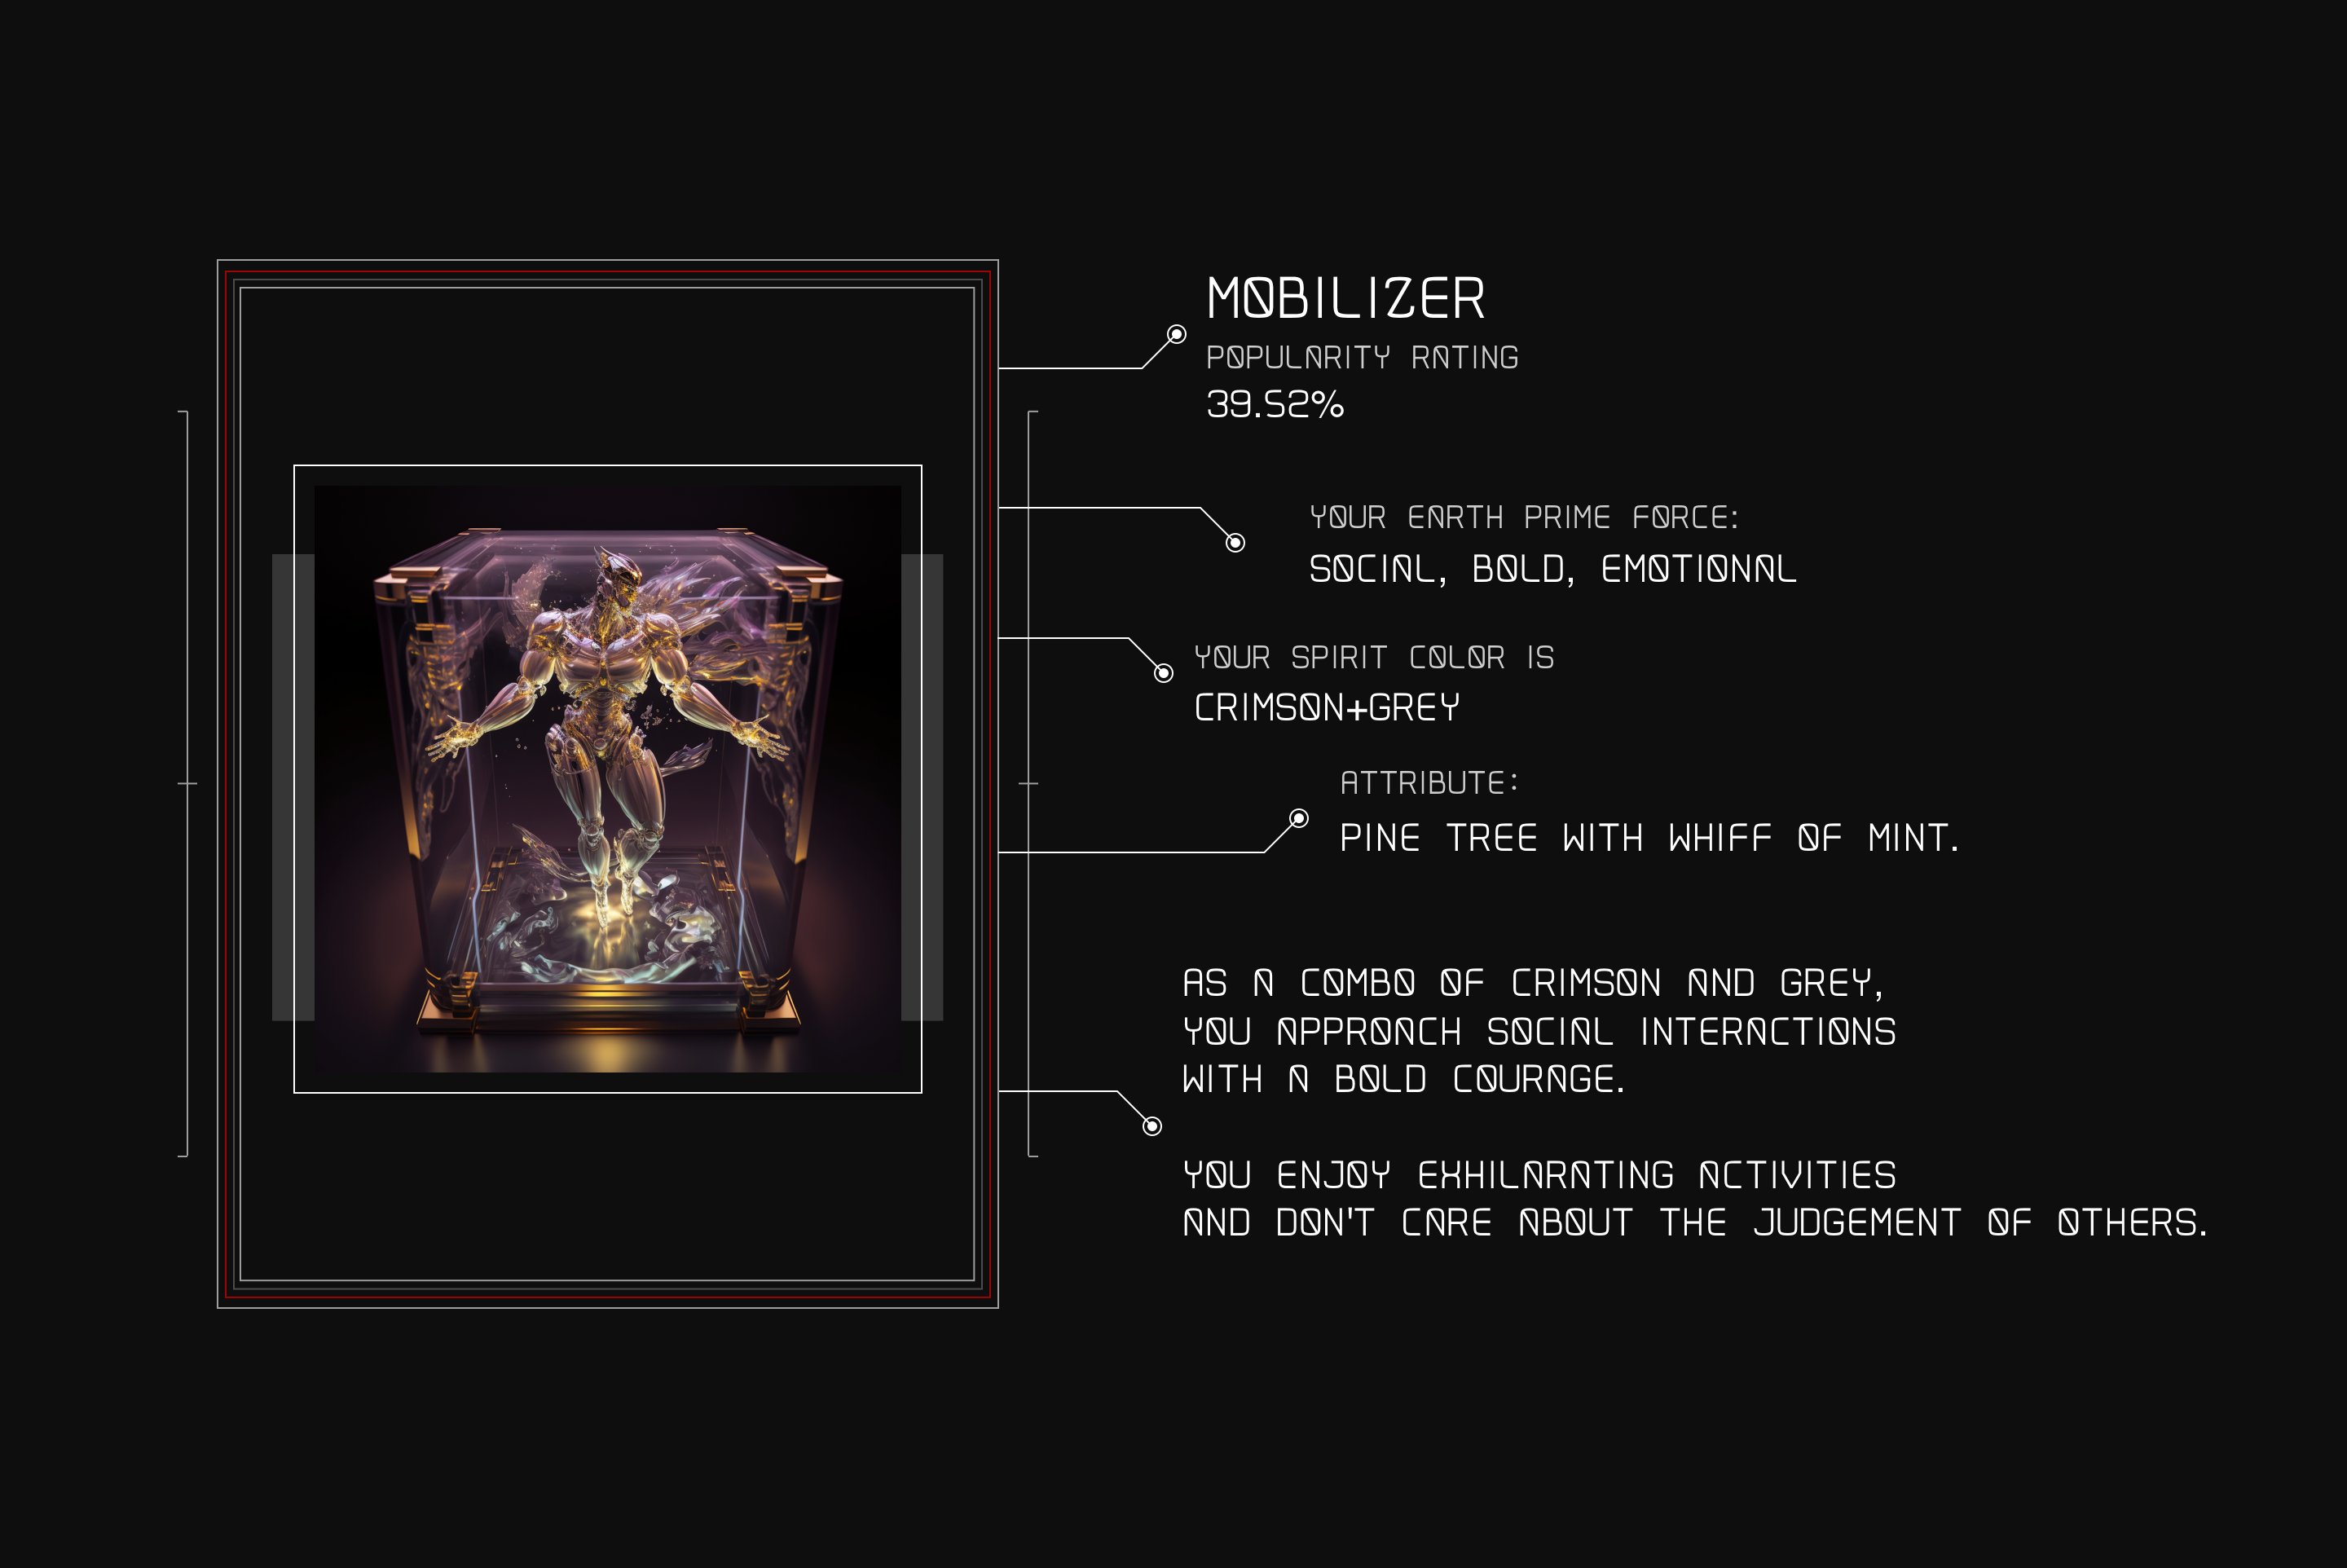 MOBILIZER
POPULARITY RATING
39.52%
YOUR EARTH PRIME FORCE:
SOCIAL, BOLD, EMOTIONAL
YOUR SPIRIT COLOR IS
CRIMSON+GREY
ATTRIBUTE:
PINE TREE WITH WHIFF OF MINT.
AS A COMBO OF CRIMSON AND GREY,
YOU APPROACH SOCIAL INTERACTIONS
WITH A BOLD COURAGE.
YOU ENJOY EXHILARATING ACTIVITIES
AND DON'T CARE ABOUT THE JUDGEMENT OF OTHERS.